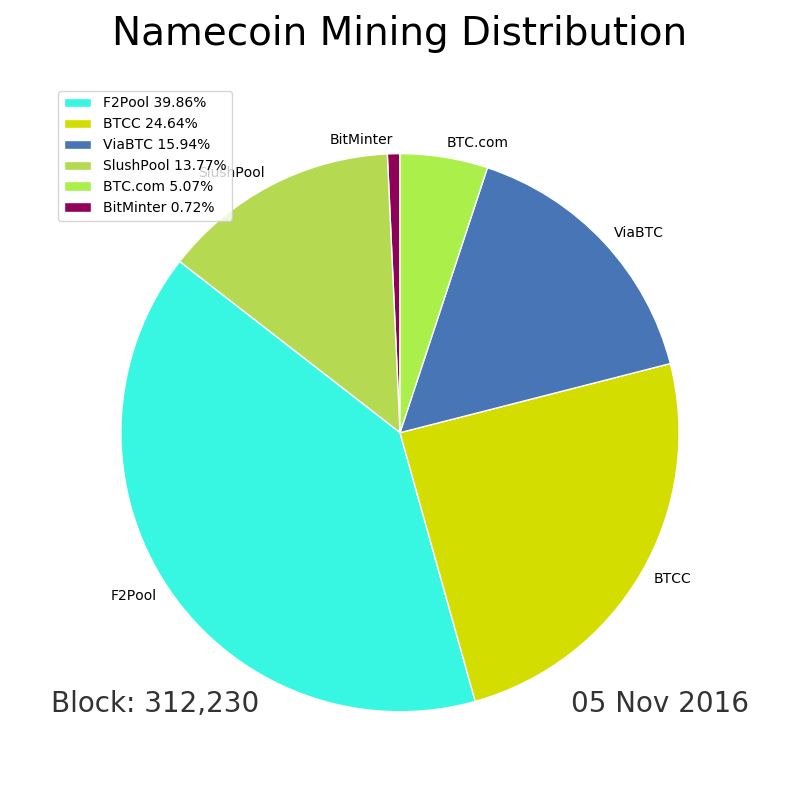 Namecoin Mining Distribution
F2Pool 39.86%
BTCC 24.64%
ViaBTC 15.94%
SlushPool 13.77%
BTC.com 5.07%
BitMinter 0.72%
BitMinter
BTC.com
SlushPool
ViaBTC
BTCC
F2Pool
Block: 312,230
05 Nov 2016